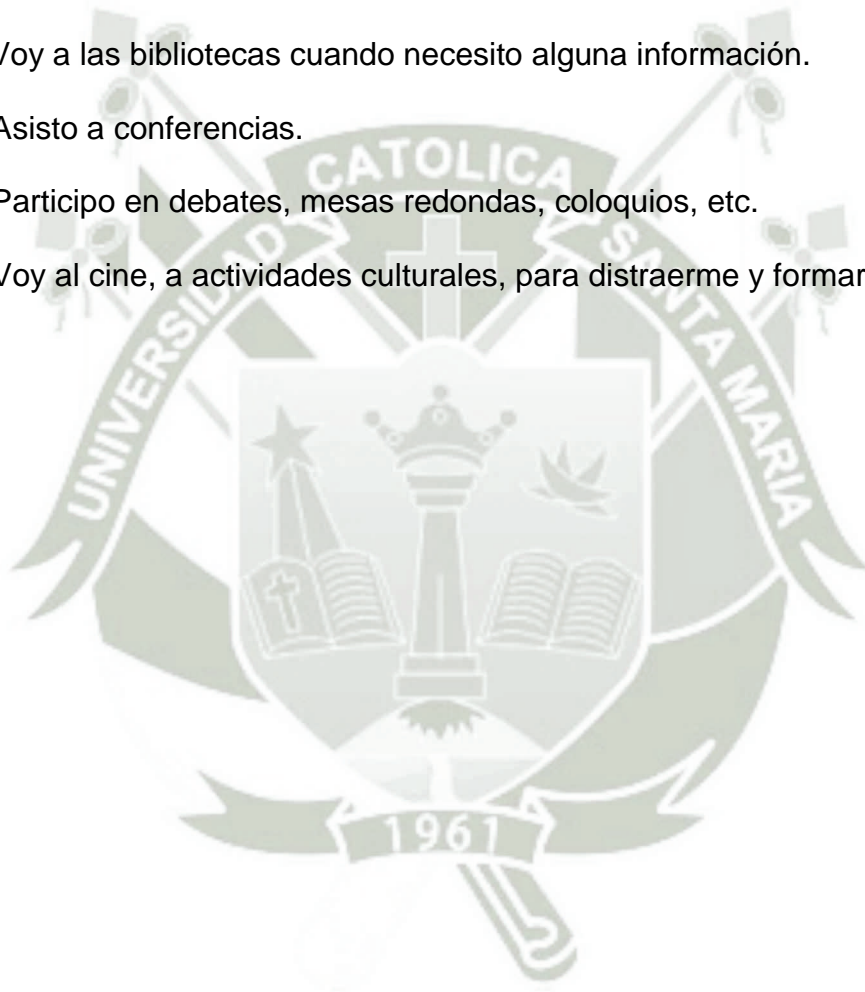 Voy a las bibliotecas cuando necesito alguna información.
Asisto a conferencias.
CATOLICA
Participo en debates, mesas redondas, coloquios, etc.
UNIVERSIDAD
SANTA MARIA
Voy al cine, a actividades culturales, para distraerme y formar
1961